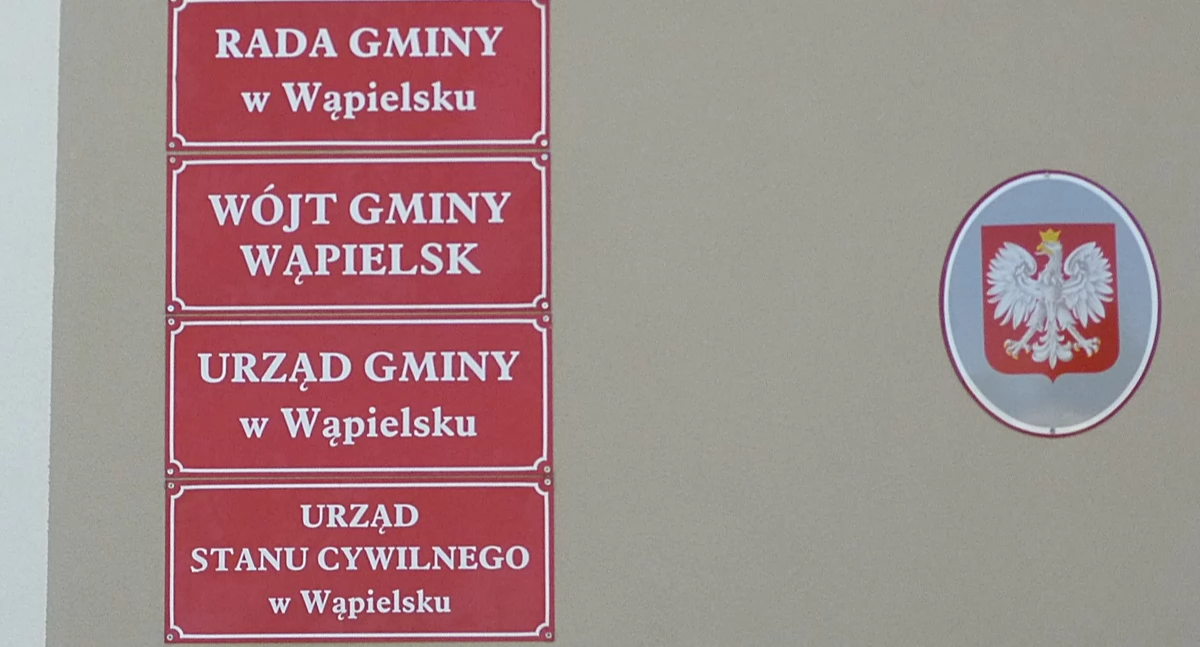 RADA GMINY
w Wąpielsku
WÓJT GMINY
WĄPIELSK
URZĄD GMINY
w Wąpielsku
URZĄD
STANU CYWILNEGO
w Wąpielsku